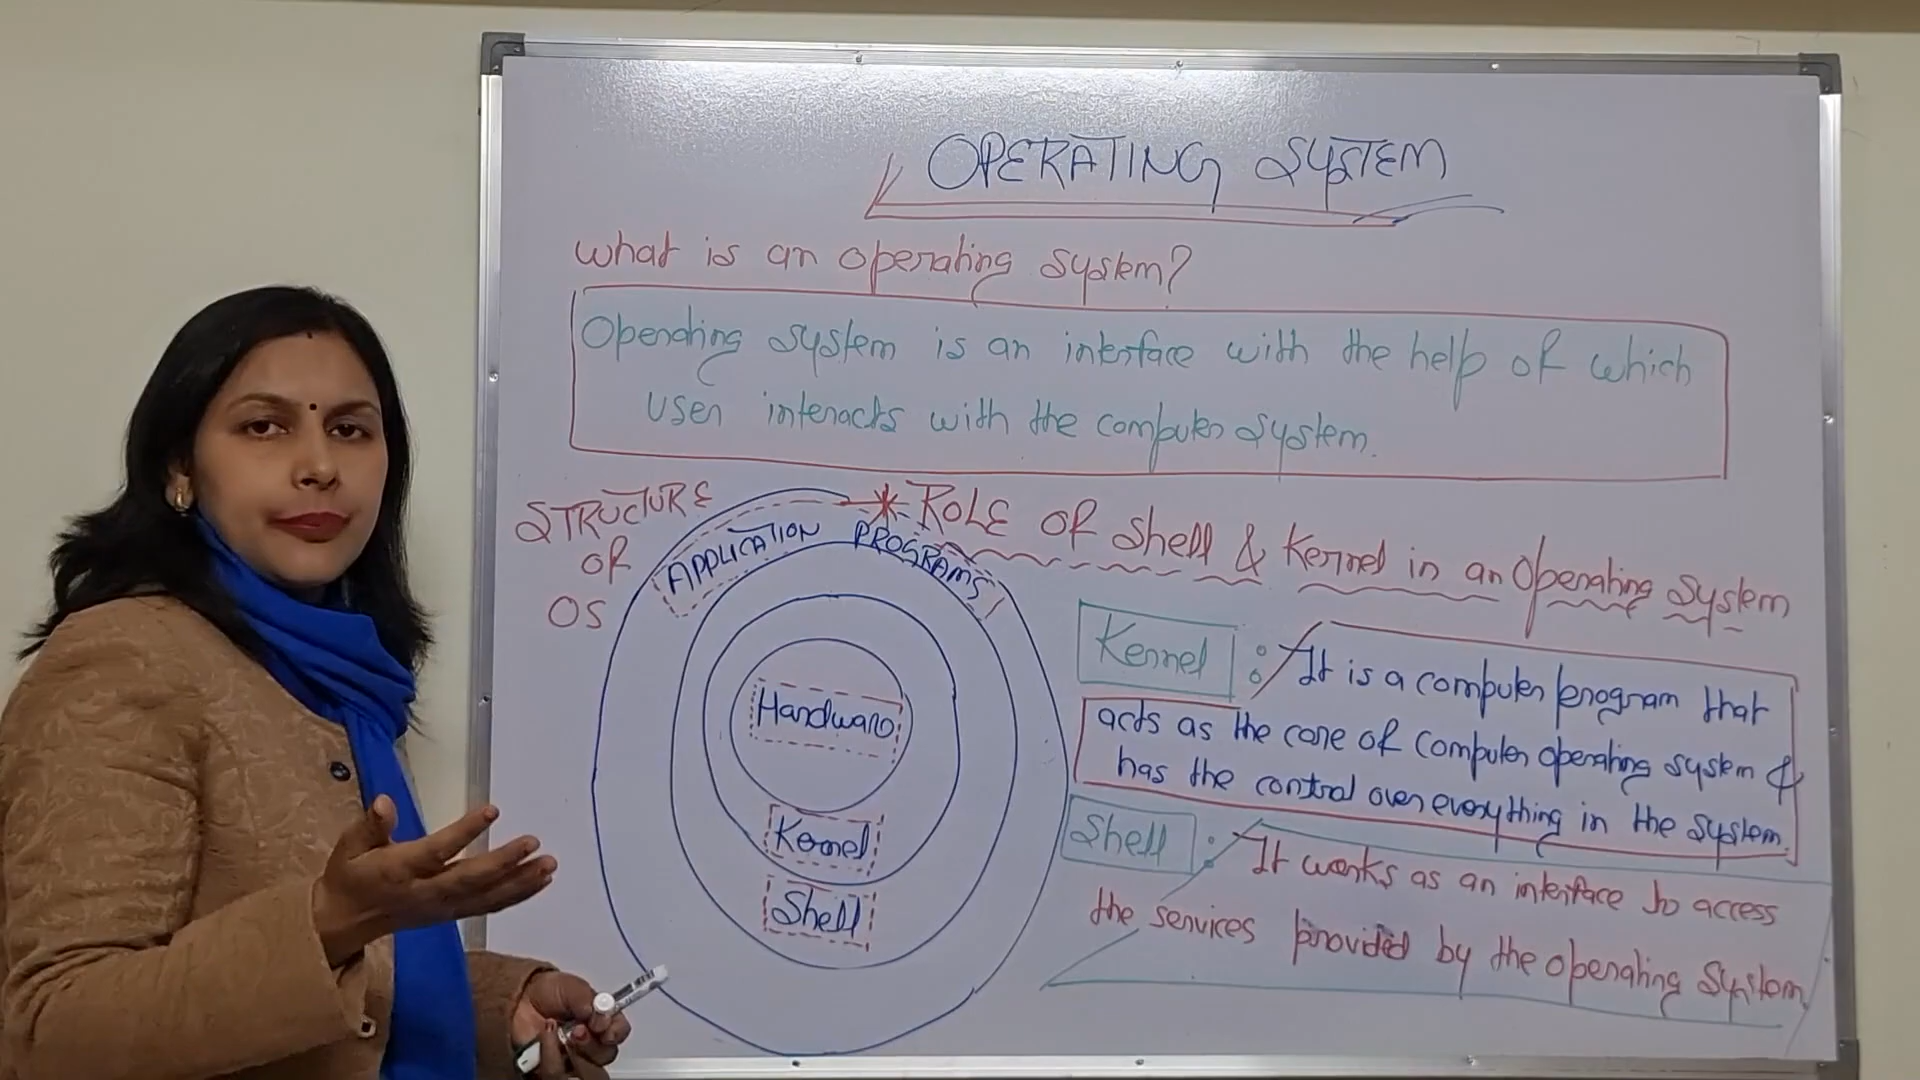 OPERATING SYSTEM
What is an operating system?
Operating system is an interface with the help of which
user interacts with the computer system.
STRUCTURE
OF
OS
APPLICATION PROGRAMS
Hardware
Kernel
Shell
* ROLE OF Shell & Kernel in an Operating System
Kernel : It is a computer program that
acts as the core of computer operating system &
has the control over everything in the system.
Shell : It works as an interface to access
the services provided by the operating System.